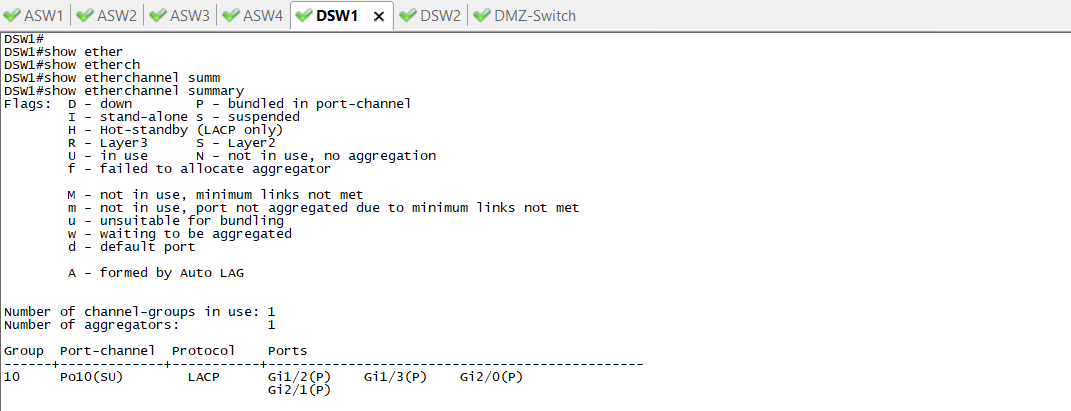 ASW1 ASW2 ASW3 ASW4 DSW1 × DSW2 DMZ-Switch
DSW1#
DSW1#show ether
DSW1#show etherch
DSW1#show etherchannel summ
DSW1#show etherchannel summary
Flags:  D - down        P - bundled in port-channel
        I - stand-alone s - suspended
        H - Hot-standby (LACP only)
        R - Layer3      S - Layer2
        U - in use      N - not in use, no aggregation
        f - failed to allocate aggregator

        M - not in use, minimum links not met
        m - not in use, port not aggregated due to minimum links not met
        u - unsuitable for bundling
        w - waiting to be aggregated
        d - default port

        A - formed by Auto LAG


Number of channel-groups in use: 1
Number of aggregators:           1

Group  Port-channel  Protocol    Ports
------+-------------+-----------+-----------------------------------------------
10     Po10(SU)        LACP      Gi1/2(P)    Gi1/3(P)    Gi2/0(P)
                                 Gi2/1(P)